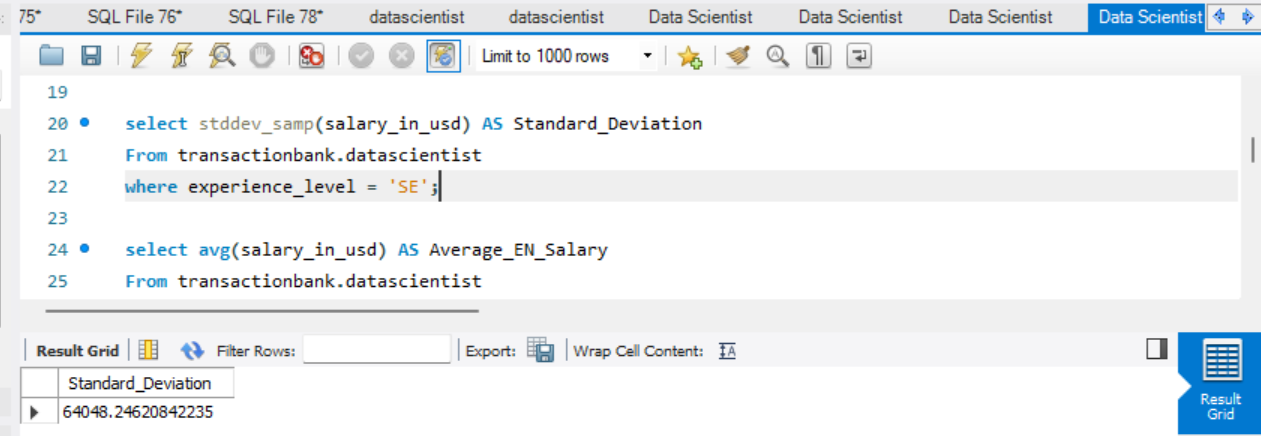 75* SQL File 76* SQL File 78* datascientist datascientist Data Scientist Data Scientist Data Scientist Data Scientist
Limit to 1000 rows
19
20 select stddev_samp(salary_in_usd) AS Standard_Deviation
21 From transactionbank.datascientist
22 where experience_level = 'SE';
23
24 select avg(salary_in_usd) AS Average_EN_Salary
25 From transactionbank.datascientist
Result Grid Filter Rows: Export: Wrap Cell Content: IA
Standard_Deviation
64048.24620842235
Result
Grid